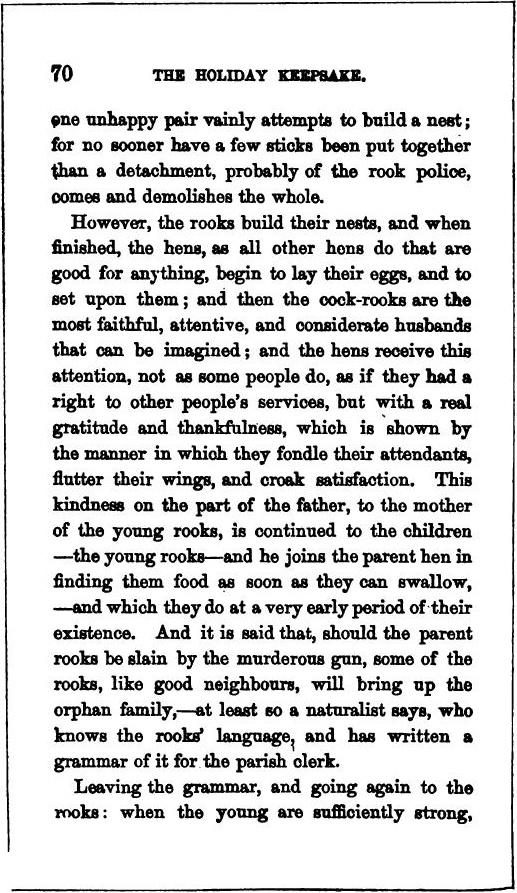 70 THE HOLIDAY KEEPSAKE.
one unhappy pair vainly attempts to build a nest;
for no sooner have a few sticks been put together
than a detachment, probably of the rook police,
comes and demolishes the whole.
However, the rooks build their nests, and when
finished, the hens, as all other hens do that are
good for anything, begin to lay their eggs, and to
set upon them; and then the cock-rooks are the
most faithful, attentive, and considerate husbands
that can be imagined; and the hens receive this
attention, not as some people do, as if they had a
right to other people's services, but with a real
gratitude and thankfulness, which is shown by
the manner in which they fondle their attendants,
flutter their wings, and croak satisfaction. This
kindness on the part of the father, to the mother
of the young rooks, is continued to the children
—the young rooks—and he joins the parent hen in
finding them food as soon as they can swallow,
—and which they do at a very early period of their
existence. And it is said that, should the parent
rooks be slain by the murderous gun, some of the
rooks, like good neighbours, will bring up the
orphan family,—at least so a naturalist says, who
knows the rooks' language, and has written a
grammar of it for the parish clerk.
Leaving the grammar, and going again to the
rooks: when the young are sufficiently strong,